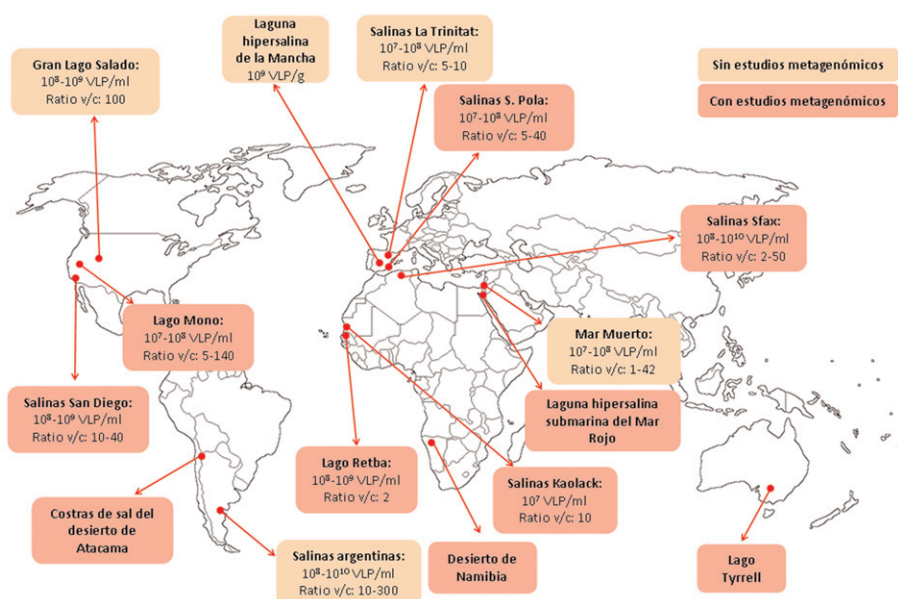 Laguna
hipersalina
de la Mancha
10⁹ VLP/g
Salinas La Trinitat:
10⁷-10⁸ VLP/ml
Ratio v/c: 5-10
Gran Lago Salado:
10⁸-10⁹ VLP/ml
Ratio v/c: 100
Salinas S. Pola:
10⁷-10⁸ VLP/ml
Ratio v/c: 5-40
Sin estudios metagenómicos
Con estudios metagenómicos
Salinas Sfax:
10⁸-10¹⁰ VLP/ml
Ratio v/c: 2-50
Lago Mono:
10⁷-10⁸ VLP/ml
Ratio v/c: 5-140
Mar Muerto:
10⁷-10⁸ VLP/ml
Ratio v/c: 1-42
Salinas San Diego:
10⁸-10⁹ VLP/ml
Ratio v/c: 10-40
Laguna hipersalina
submarina del Mar
Rojo
Lago Retba:
10⁸-10⁹ VLP/ml
Ratio v/c: 2
Salinas Kaolack:
10⁷ VLP/ml
Ratio v/c: 10
Costras de sal del
desierto de
Atacama
Salinas argentinas:
10⁸-10¹⁰ VLP/ml
Ratio v/c: 10-300
Desierto de
Namibia
Lago
Tyrrell